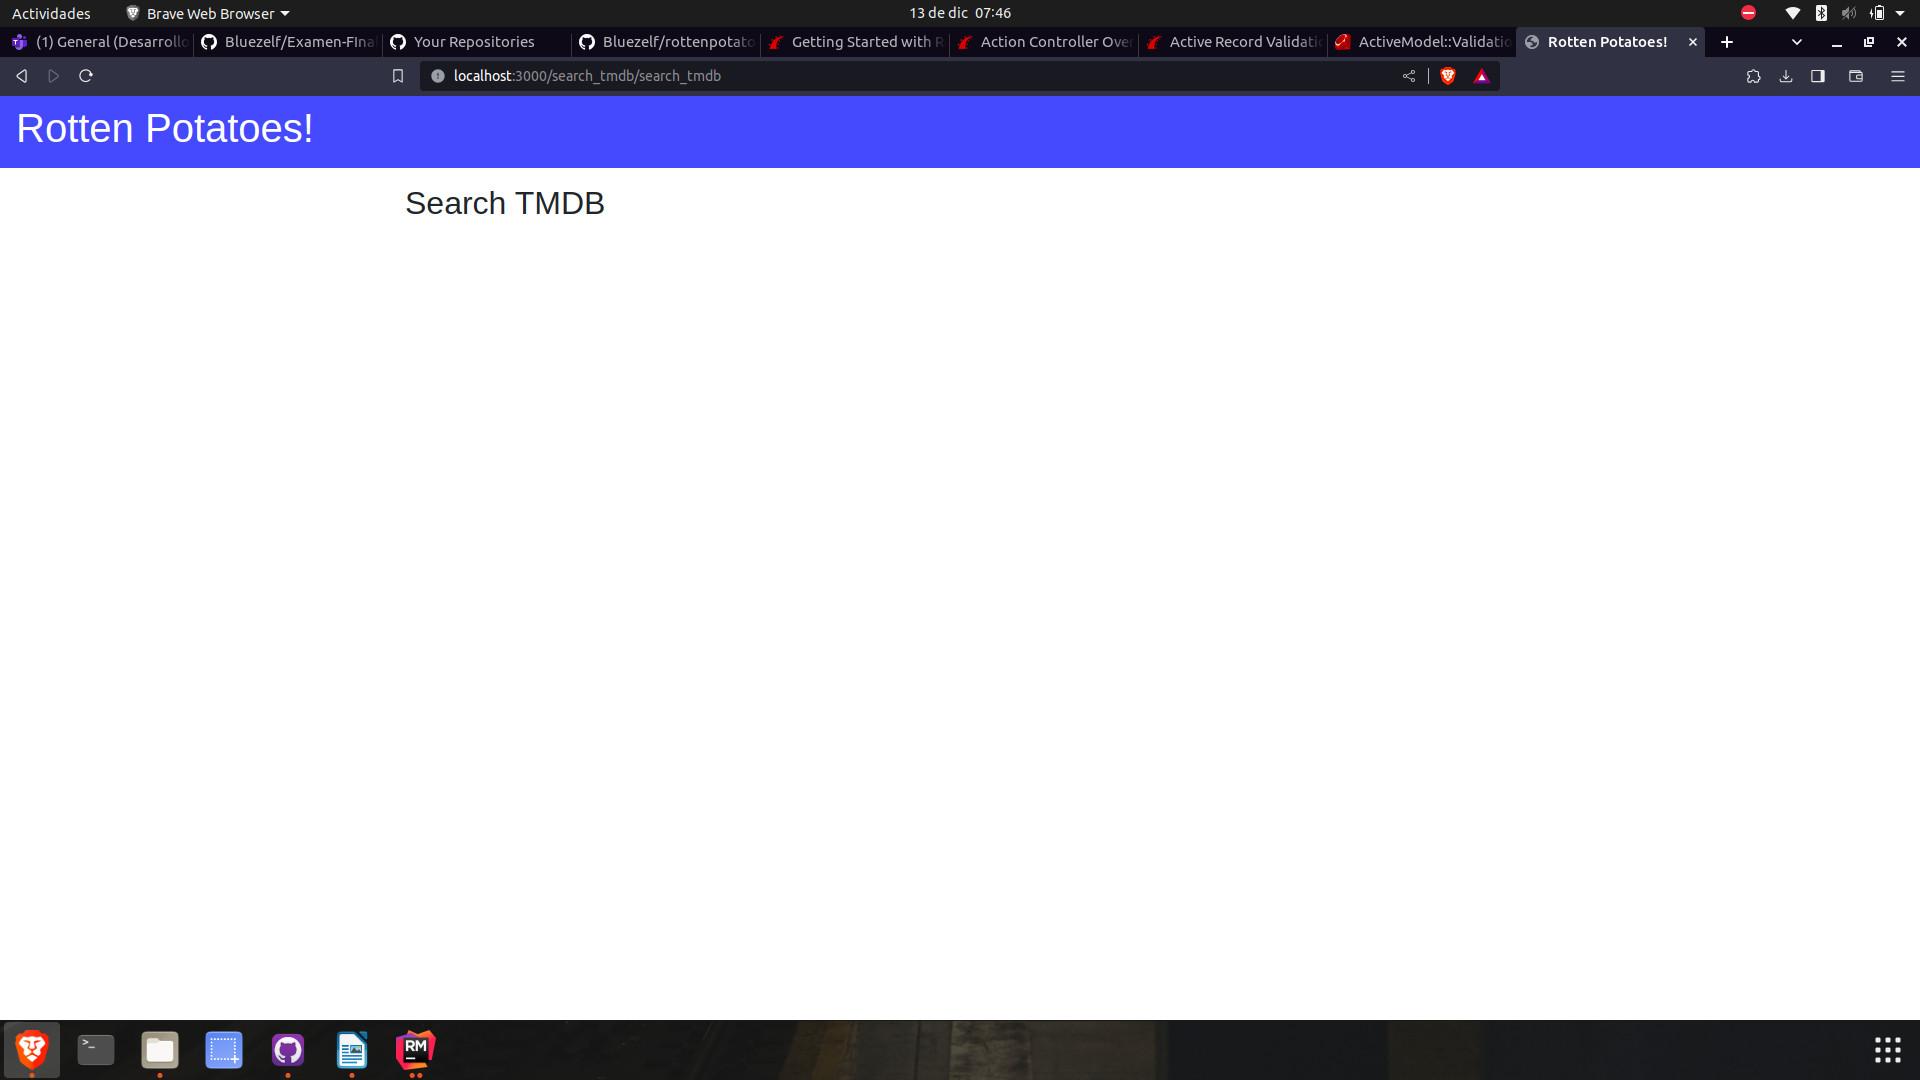 Actividades Brave Web Browser 13 de dic 07:46
(1) General (Desarrollo Bluezelf/Examen-FInal Your Repositories Bluezelf/rottenpotato Getting Started with R Action Controller Over Active Record Validatio ActiveModel::Validatio Rotten Potatoes!
localhost:3000/search_tmdb/search_tmdb
Rotten Potatoes!
Search TMDB
>_
RM